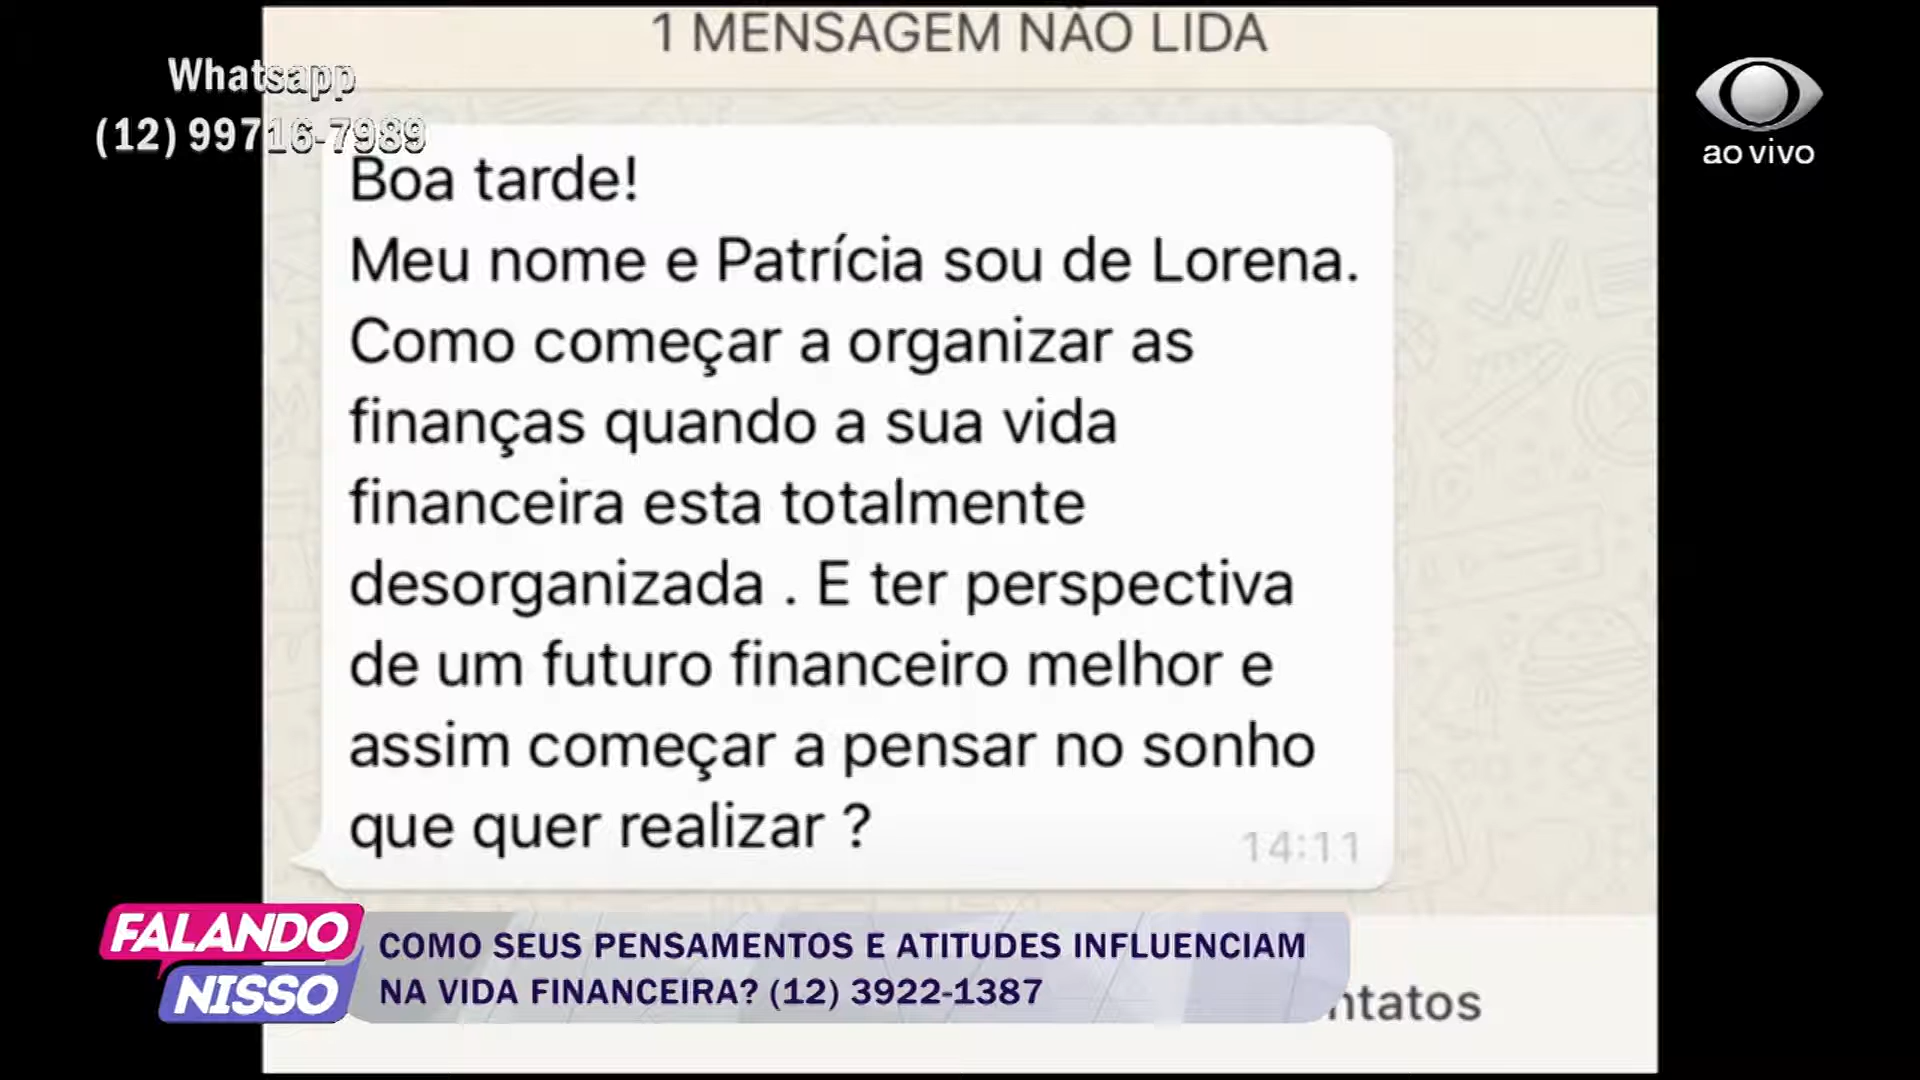 1 MENSAGEM NÃO LIDA
Whatsapp
(12) 99716-7989
ao vivo
Boa tarde!
Meu nome e Patrícia sou de Lorena.
Como começar a organizar as
finanças quando a sua vida
financeira esta totalmente
desorganizada . E ter perspectiva
de um futuro financeiro melhor e
assim começar a pensar no sonho
que quer realizar ?
14:11
FALANDO
NISSO
COMO SEUS PENSAMENTOS E ATITUDES INFLUENCIAM
NA VIDA FINANCEIRA? (12) 3922-1387